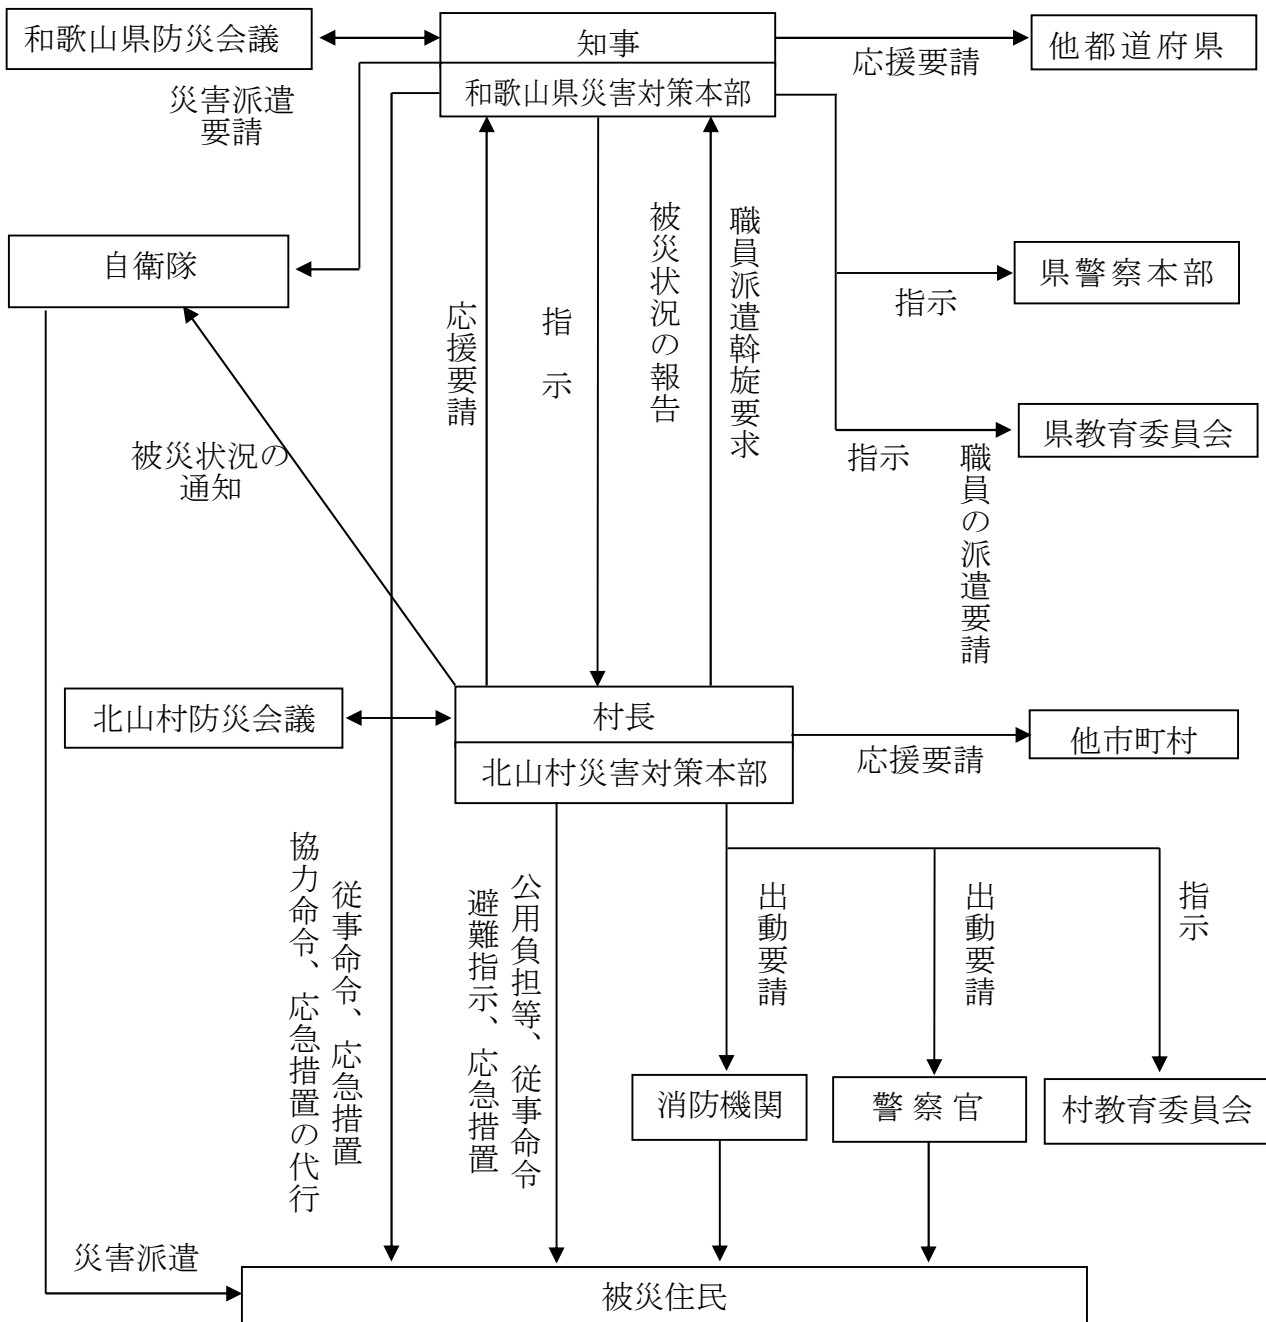 和歌山県防災会議
知事
応援要請
他都道府県
和歌山県災害対策本部
災害派遣
要請
自衛隊
応援要請
指示
被災状況の報告
職員派遣斡旋要求
県警察本部
指示
県教育委員会
指示
職員の派遣要請
被災状況の
通知
北山村防災会議
村長
北山村災害対策本部
応援要請
他市町村
従事命令、応急措置
協力命令、応急措置の代行
公用負担等、従事命令
避難指示、応急措置
出動要請
出動要請
指示
消防機関
警察官
村教育委員会
災害派遣
被災住民